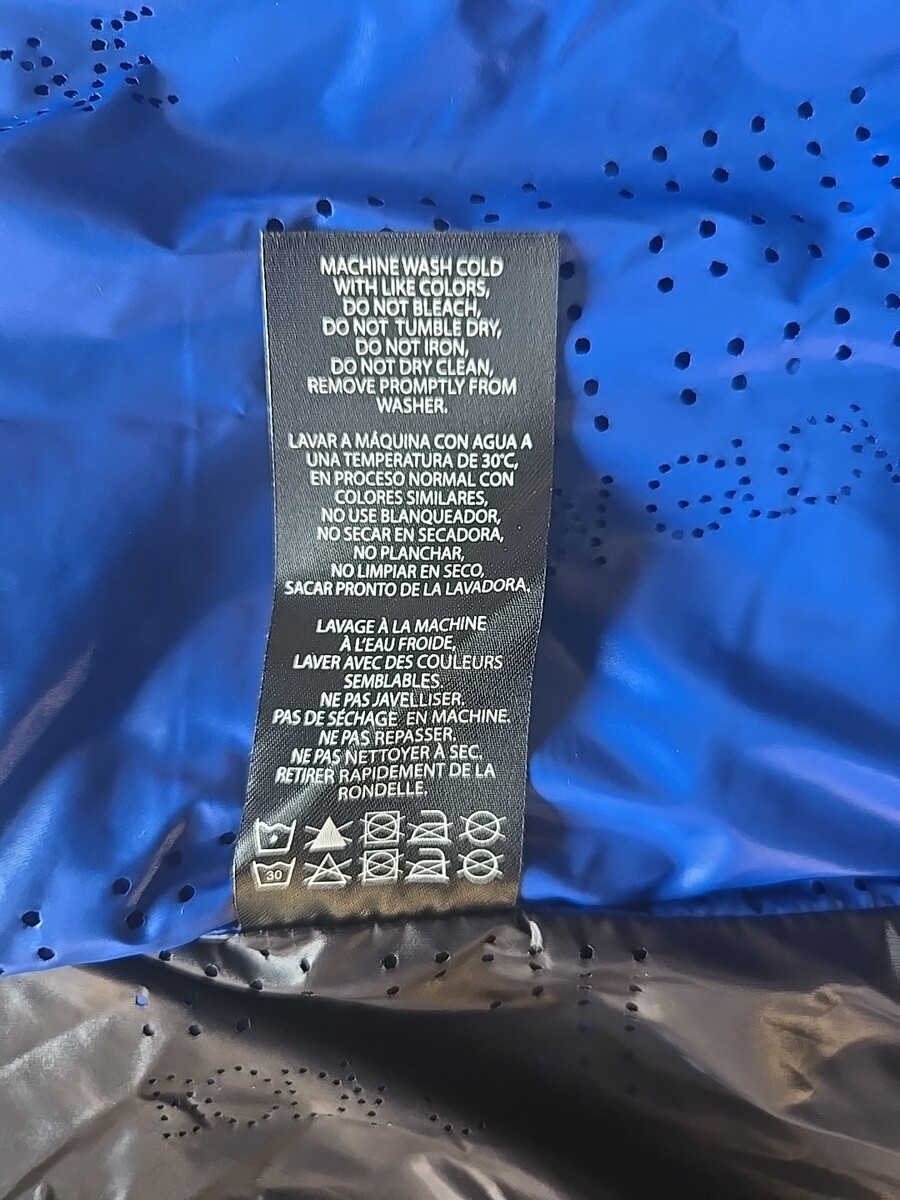 MACHINE WASH COLD
WITH LIKE COLORS,
DO NOT BLEACH,
DO NOT TUMBLE DRY,
DO NOT IRON,
DO NOT DRY CLEAN,
REMOVE PROMPTLY FROM
WASHER.
LAVAR A MÁQUINA CON AGUA A
UNA TEMPERATURA DE 30°C,
EN PROCESO NORMAL CON
COLORES SIMILARES,
NO USE BLANQUEADOR,
NO SECAR EN SECADORA,
NO PLANCHAR,
NO LIMPIAR EN SECO,
SACAR PRONTO DE LA LAVADORA.
LAVAGE À LA MACHINE
À L'EAU FROIDE,
LAVER AVEC DES COULEURS
SEMBLABLES.
NE PAS JAVELLISER.
PAS DE SÉCHAGE EN MACHINE.
NE PAS REPASSER.
NE PAS NETTOYER À SEC.
RETIRER RAPIDEMENT DE LA
RONDELLE.
30